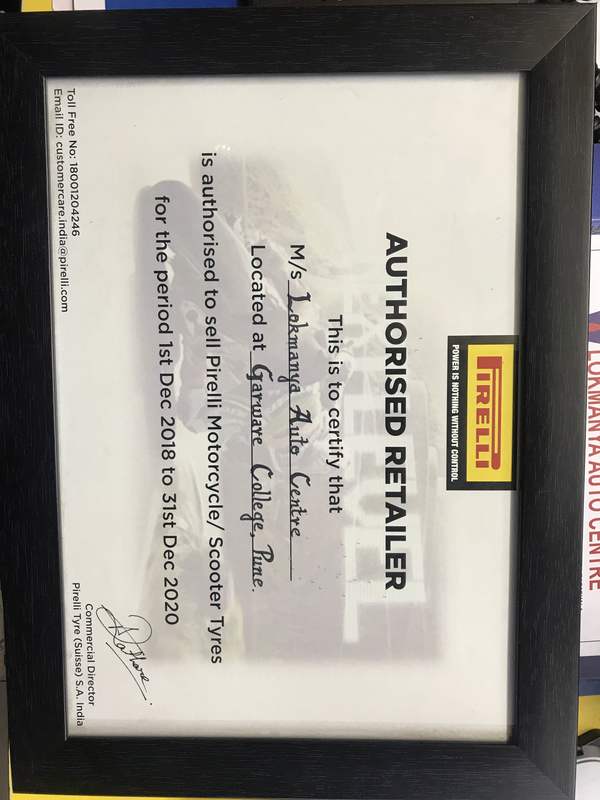 PIRELLI
POWER IS NOTHING WITHOUT CONTROL
AUTHORISED RETAILER
This is to certify that
M/s Lokmanya Auto Centre
Located at Garware College, Pune.
is authorised to sell Pirelli Motorcycle/ Scooter Tyres
for the period 1st Dec 2018 to 31st Dec 2020
Commercial Director
Pirelli Tyre (Suisse) S.A. India
Toll Free No: 18001204246
Email ID: customercare.india@pirelli.com
LOKMANYA AUTO CENTRE